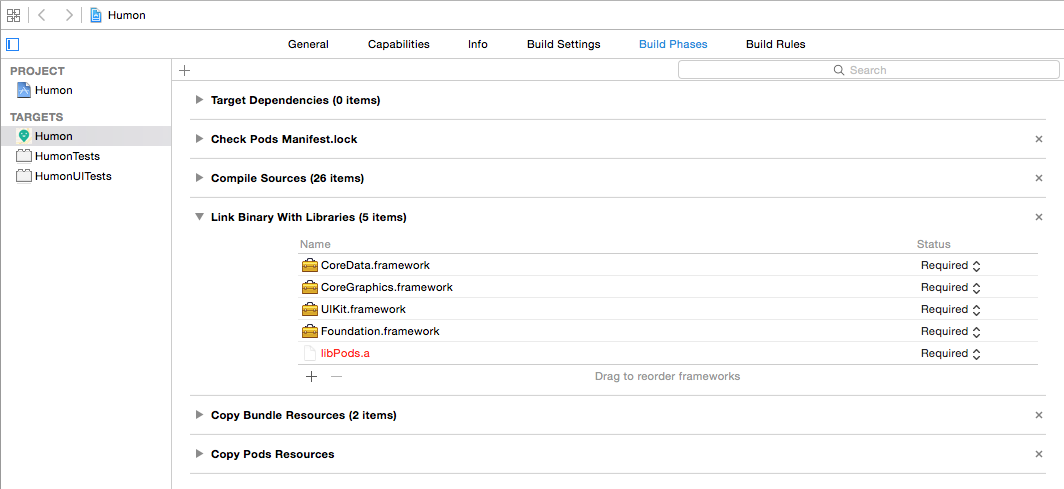 Humon
General Capabilities Info Build Settings Build Phases Build Rules
PROJECT
Humon
TARGETS
Humon
HumonTests
HumonUITests
Search
Target Dependencies (0 items)
Check Pods Manifest.lock
Compile Sources (26 items)
Link Binary With Libraries (5 items)
Name Status
CoreData.framework Required
CoreGraphics.framework Required
UIKit.framework Required
Foundation.framework Required
libPods.a Required
Drag to reorder frameworks
Copy Bundle Resources (2 items)
Copy Pods Resources